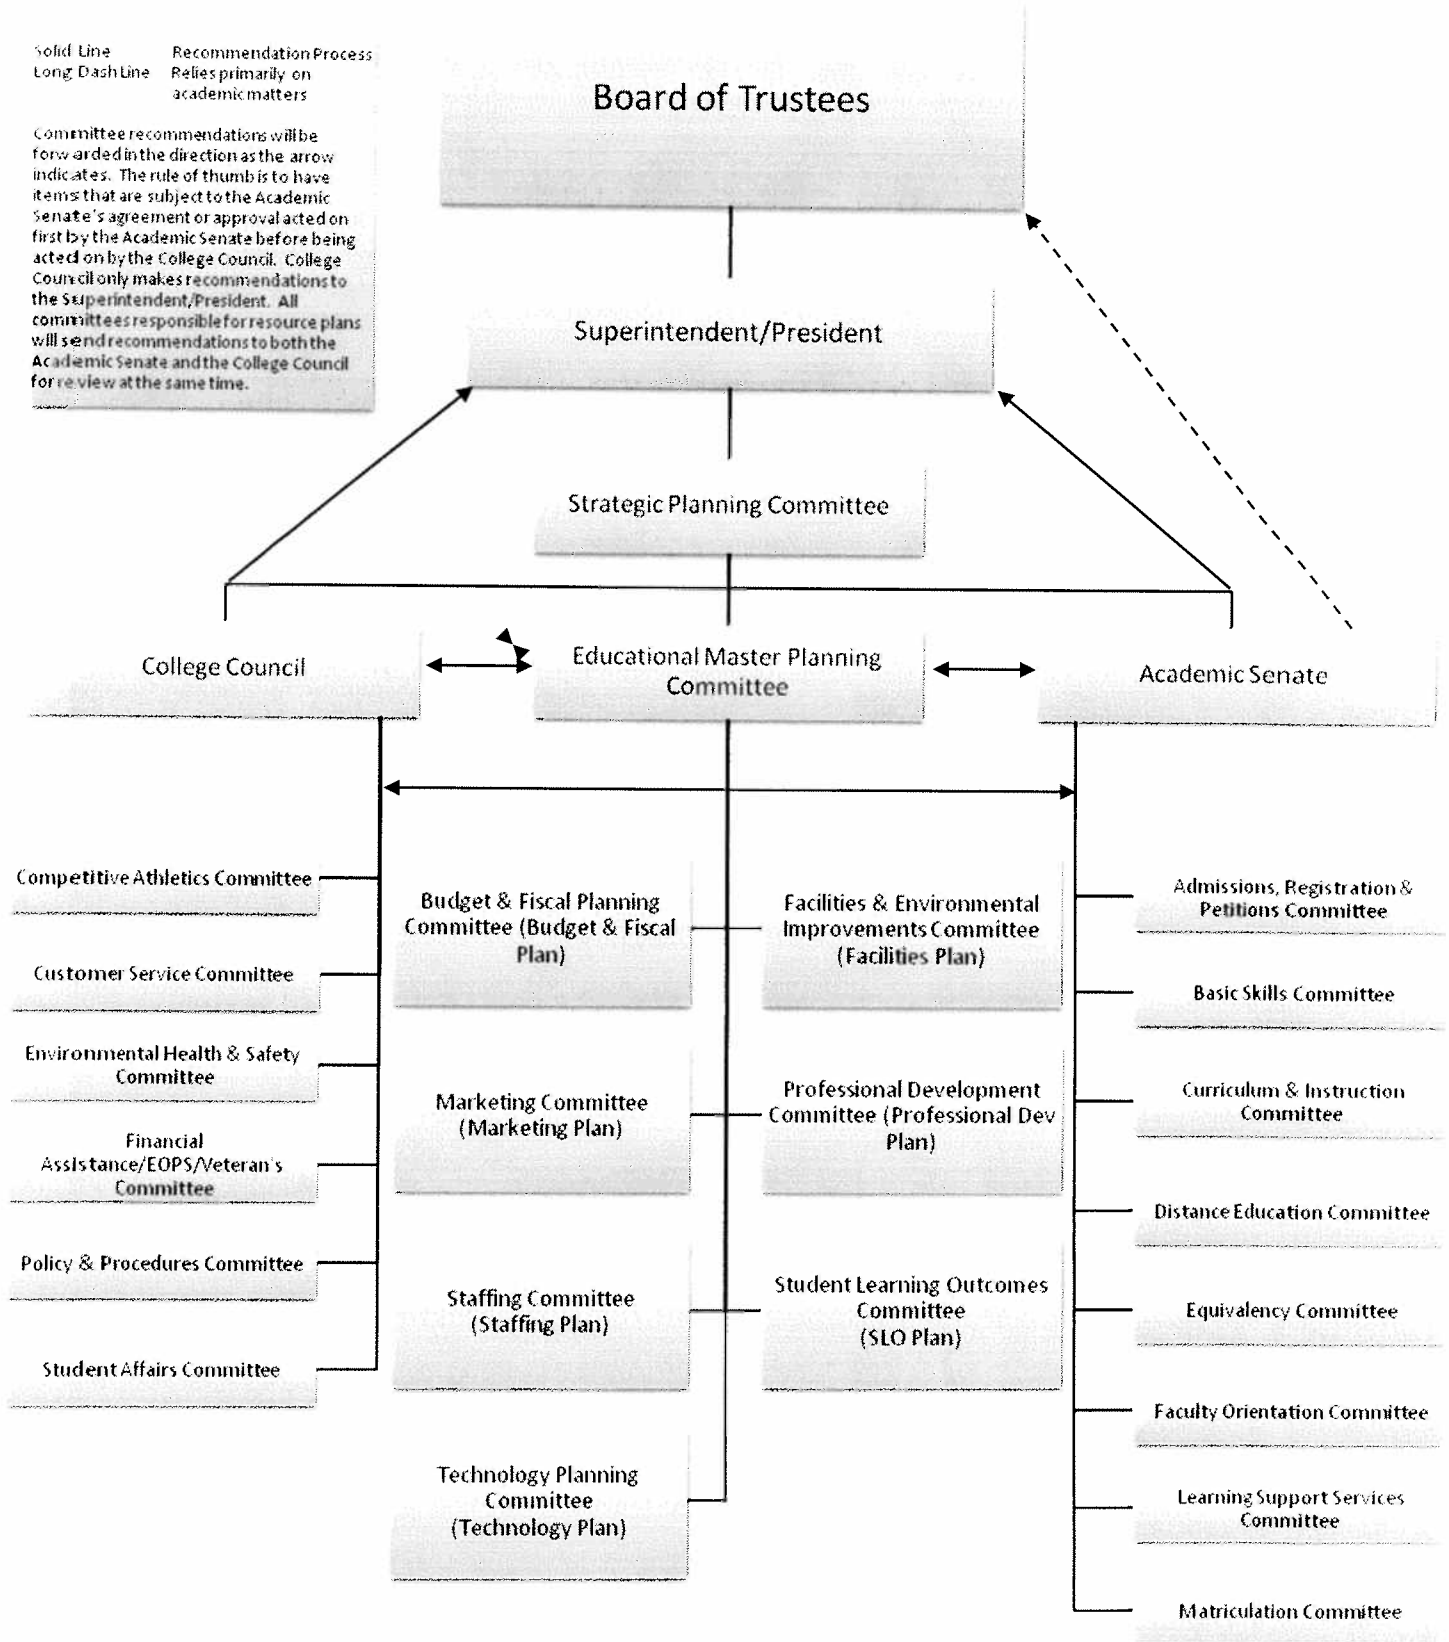 Solid Line Recommendation Process
Long Dash Line Relies primarily on
academic matters
Committee recommendations will be
forwarded in the direction as the arrow
indicates. The rule of thumb is to have
items that are subject to the Academic
Senate's agreement or approval acted on
first by the Academic Senate before being
acted on by the College Council. College
Council only makes recommendations to
the Superintendent/President. All
committees responsible for resource plans
will send recommendations to both the
Academic Senate and the College Council
for review at the same time.
Board of Trustees
Superintendent/President
Strategic Planning Committee
College Council
Educational Master Planning
Committee
Academic Senate
Competitive Athletics Committee
Customer Service Committee
Environmental Health & Safety
Committee
Financial
Assistance/EOPS/Veteran's
Committee
Policy & Procedures Committee
Student Affairs Committee
Budget & Fiscal Planning
Committee (Budget & Fiscal
Plan)
Marketing Committee
(Marketing Plan)
Staffing Committee
(Staffing Plan)
Technology Planning
Committee
(Technology Plan)
Facilities & Environmental
Improvements Committee
(Facilities Plan)
Professional Development
Committee (Professional Dev
Plan)
Student Learning Outcomes
Committee
(SLO Plan)
Admissions, Registration &
Petitions Committee
Basic Skills Committee
Curriculum & Instruction
Committee
Distance Education Committee
Equivalency Committee
Faculty Orientation Committee
Learning Support Services
Committee
Matriculation Committee